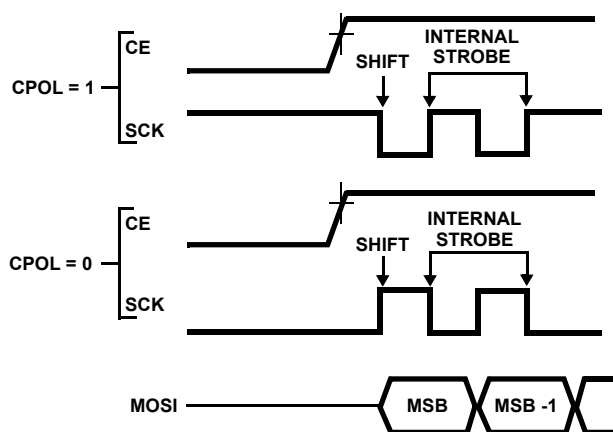 CE
INTERNAL
STROBE
SHIFT
CPOL = 1
SCK
CE
INTERNAL
STROBE
SHIFT
CPOL = 0
SCK
MOSI
MSB
MSB -1